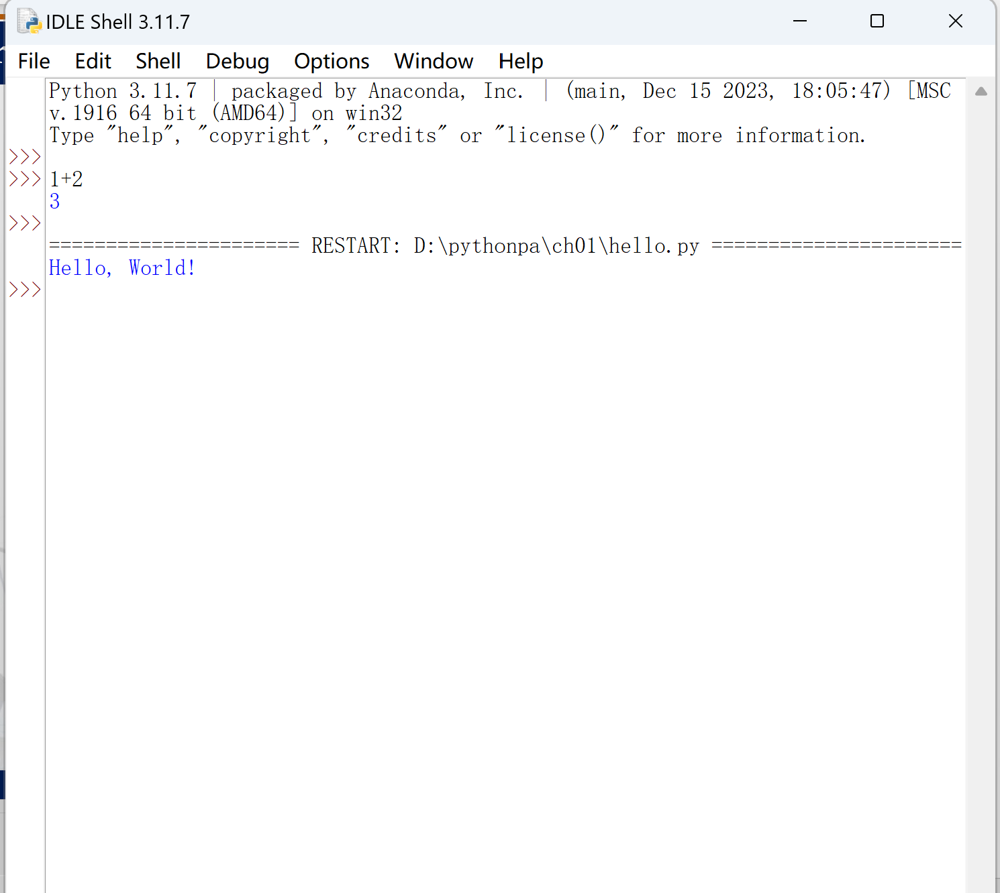 IDLE Shell 3.11.7
File Edit Shell Debug Options Window Help
Python 3.11.7 | packaged by Anaconda, Inc. | (main, Dec 15 2023, 18:05:47) [MSC
v.1916 64 bit (AMD64)] on win32
Type "help", "copyright", "credits" or "license()" for more information.
>>>
>>> 1+2
3
>>>
====================== RESTART: D:\pythonpa\ch01\hello.py ======================
Hello, World!
>>>